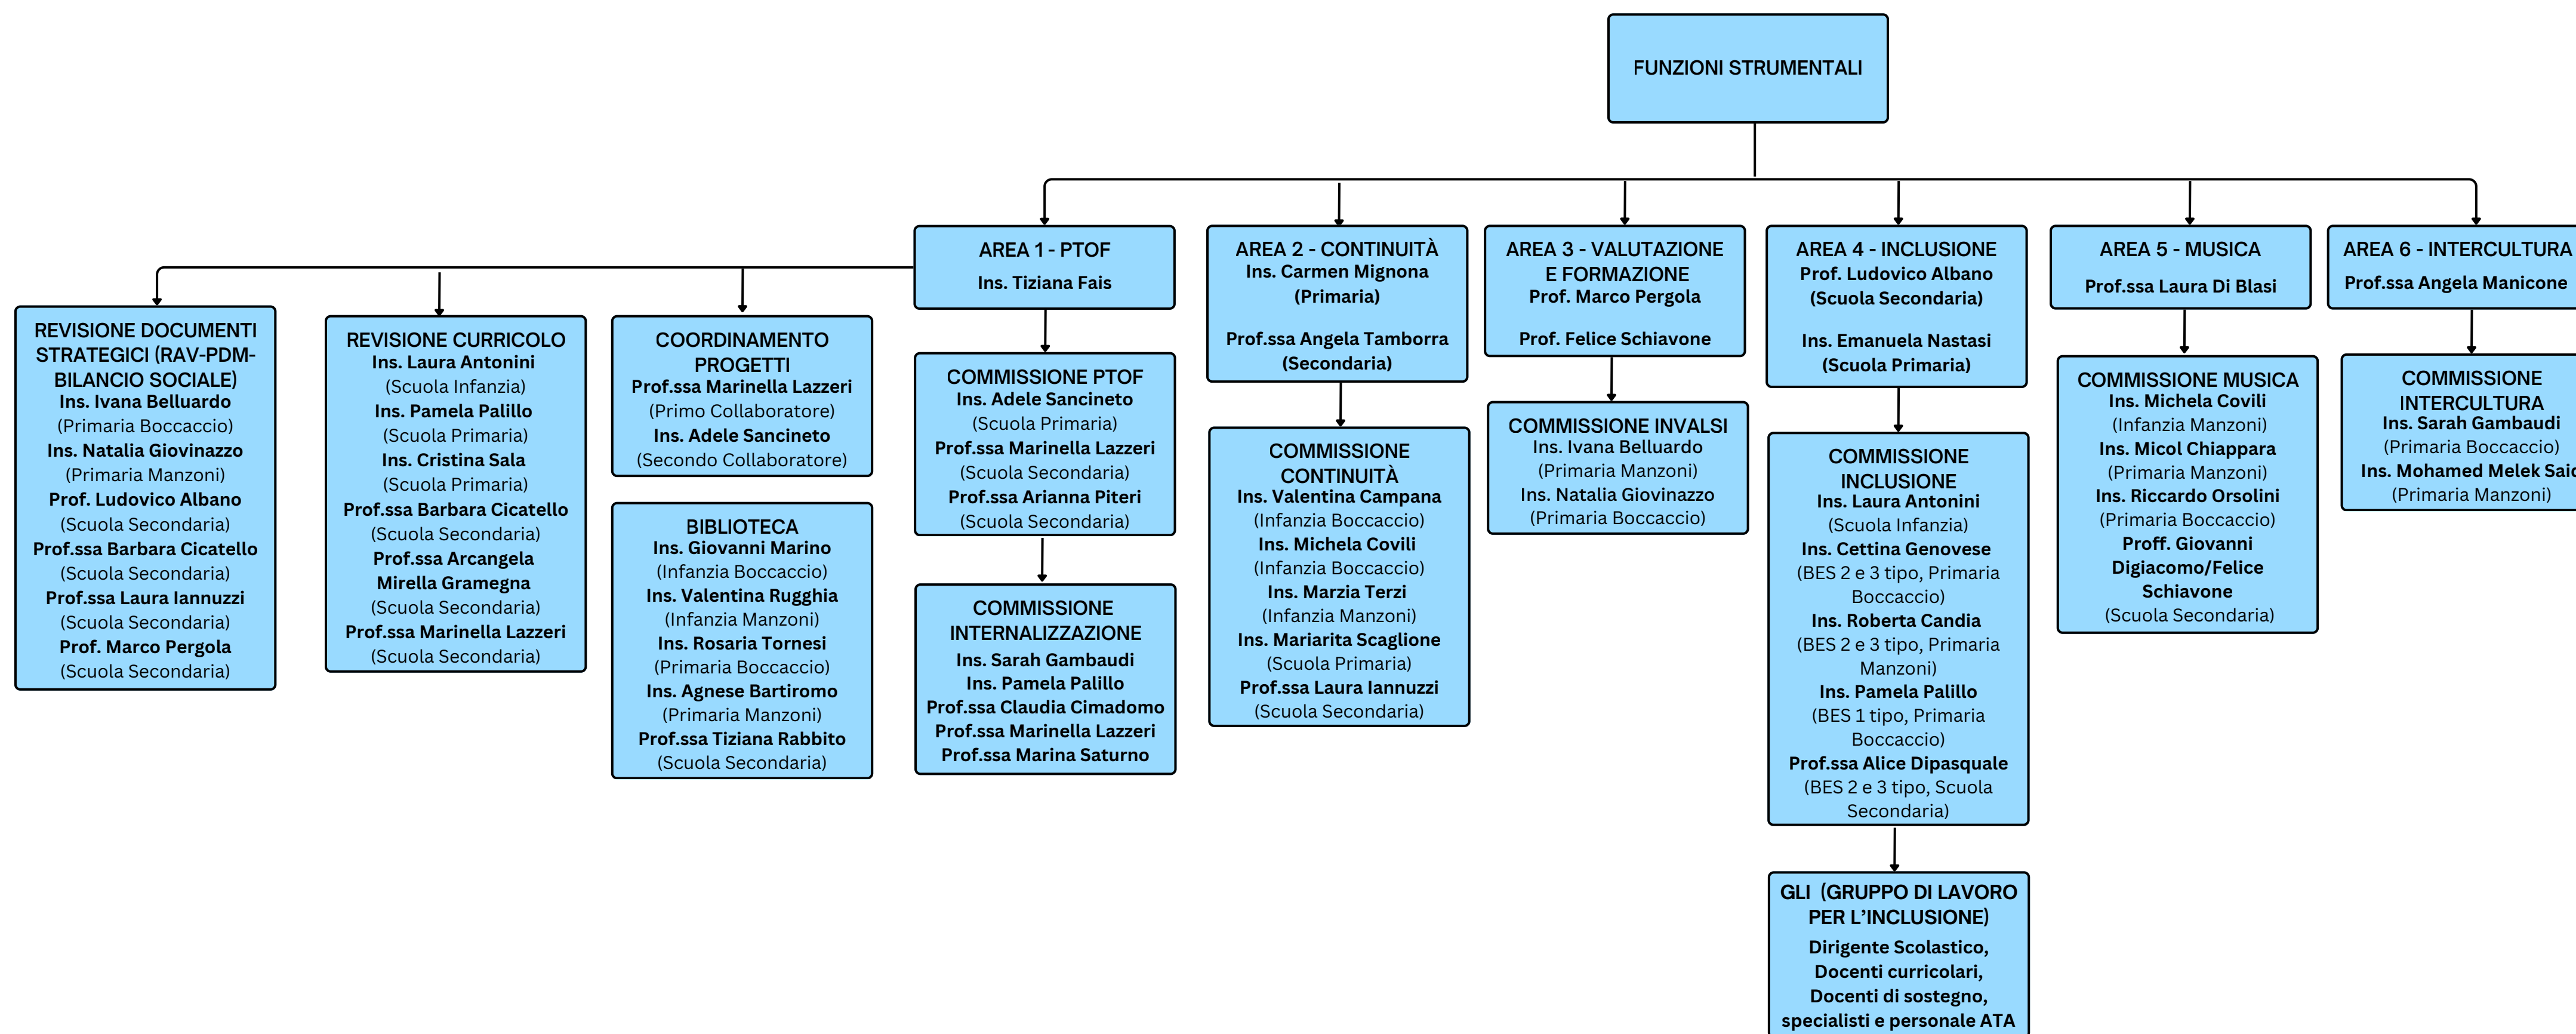 FUNZIONI STRUMENTALI
AREA 1 - PTOF
Ins. Tiziana Fais
AREA 2 - CONTINUITÀ
Ins. Carmen Mignona
(Primaria)
Prof.ssa Angela Tamborra
(Secondaria)
AREA 3 - VALUTAZIONE
E FORMAZIONE
Prof. Marco Pergola
Prof. Felice Schiavone
AREA 4 - INCLUSIONE
Prof. Ludovico Albano
(Scuola Secondaria)
Ins. Emanuela Nastasi
(Scuola Primaria)
AREA 5 - MUSICA
Prof.ssa Laura Di Blasi
AREA 6 - INTERCULTURA
Prof.ssa Angela Manicone
REVISIONE DOCUMENTI
STRATEGICI (RAV-PDM-
BILANCIO SOCIALE)
Ins. Ivana Belluardo
(Primaria Boccaccio)
Ins. Natalia Giovinazzo
(Primaria Manzoni)
Prof. Ludovico Albano
(Scuola Secondaria)
Prof.ssa Barbara Cicatello
(Scuola Secondaria)
Prof.ssa Laura Iannuzzi
(Scuola Secondaria)
Prof. Marco Pergola
(Scuola Secondaria)
REVISIONE CURRICOLO
Ins. Laura Antonini
(Scuola Infanzia)
Ins. Pamela Palillo
(Scuola Primaria)
Ins. Cristina Sala
(Scuola Primaria)
Prof.ssa Barbara Cicatello
(Scuola Secondaria)
Prof.ssa Arcangela
Mirella Gramegna
(Scuola Secondaria)
Prof.ssa Marinella Lazzeri
(Scuola Secondaria)
COORDINAMENTO
PROGETTI
Prof.ssa Marinella Lazzeri
(Primo Collaboratore)
Ins. Adele Sancineto
(Secondo Collaboratore)
BIBLIOTECA
Ins. Giovanni Marino
(Infanzia Boccaccio)
Ins. Valentina Rugghia
(Infanzia Manzoni)
Ins. Rosaria Tornesi
(Primaria Boccaccio)
Ins. Agnese Bartiromo
(Primaria Manzoni)
Prof.ssa Tiziana Rabbito
(Scuola Secondaria)
COMMISSIONE PTOF
Ins. Adele Sancineto
(Scuola Primaria)
Prof.ssa Marinella Lazzeri
(Scuola Secondaria)
Prof.ssa Arianna Piteri
(Scuola Secondaria)
COMMISSIONE
INTERNALIZZAZIONE
Ins. Sarah Gambaudi
Ins. Pamela Palillo
Prof.ssa Claudia Cimadomo
Prof.ssa Marinella Lazzeri
Prof.ssa Marina Saturno
COMMISSIONE
CONTINUITÀ
Ins. Valentina Campana
(Infanzia Boccaccio)
Ins. Michela Covili
(Infanzia Boccaccio)
Ins. Marzia Terzi
(Infanzia Manzoni)
Ins. Mariarita Scaglione
(Scuola Primaria)
Prof.ssa Laura Iannuzzi
(Scuola Secondaria)
COMMISSIONE INVALSI
Ins. Ivana Belluardo
(Primaria Manzoni)
Ins. Natalia Giovinazzo
(Primaria Boccaccio)
COMMISSIONE
INCLUSIONE
Ins. Laura Antonini
(Scuola Infanzia)
Ins. Cettina Genovese
(BES 2 e 3 tipo, Primaria
Boccaccio)
Ins. Roberta Candia
(BES 2 e 3 tipo, Primaria
Manzoni)
Ins. Pamela Palillo
(BES 1 tipo, Primaria
Boccaccio)
Prof.ssa Alice Dipasquale
(BES 2 e 3 tipo, Scuola
Secondaria)
GLI (GRUPPO DI LAVORO
PER L’INCLUSIONE)
Dirigente Scolastico,
Docenti curricolari,
Docenti di sostegno,
specialisti e personale ATA
COMMISSIONE MUSICA
Ins. Michela Covili
(Infanzia Manzoni)
Ins. Micol Chiappara
(Primaria Manzoni)
Ins. Riccardo Orsolini
(Primaria Boccaccio)
Proff. Giovanni
Digiacomo/Felice
Schiavone
(Scuola Secondaria)
COMMISSIONE
INTERCULTURA
Ins. Sarah Gambaudi
(Primaria Boccaccio)
Ins. Mohamed Melek
(Primaria Manzoni)